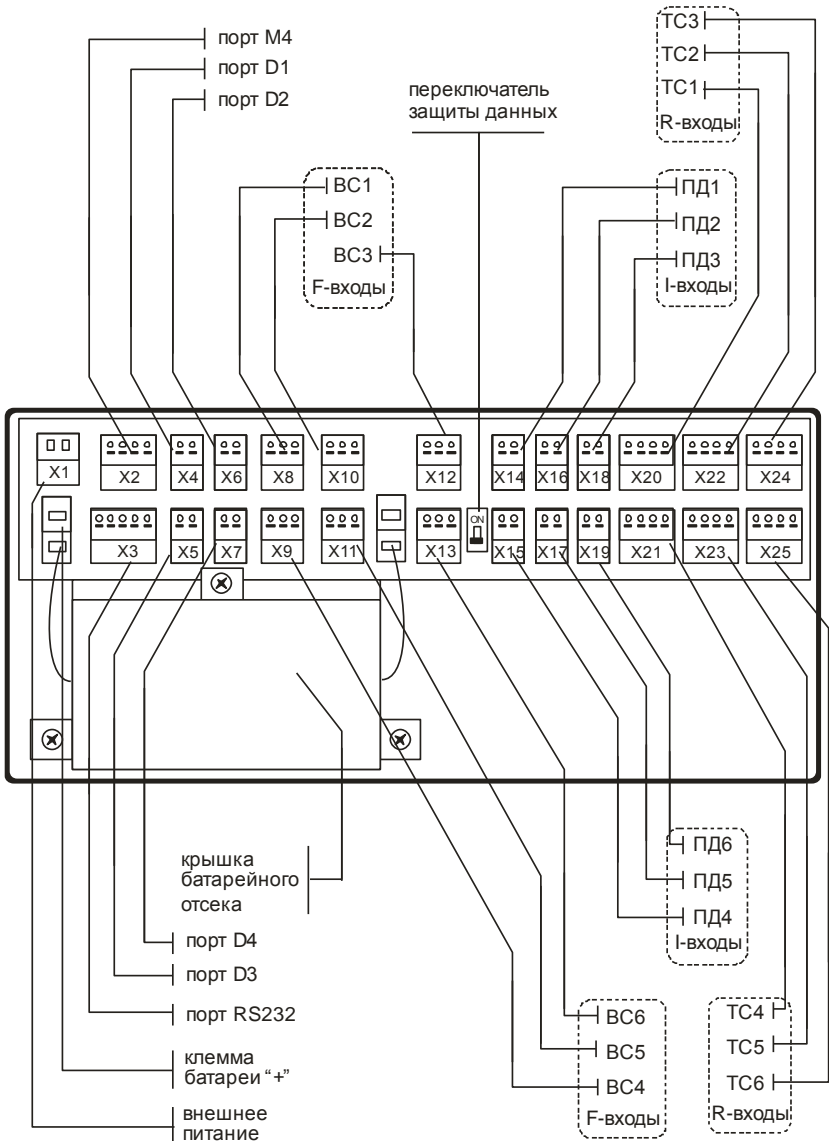 порт M4
порт D1
порт D2
переключатель
защиты данных
ТС3
ТС2
ТС1
R-входы
ВС1
ВС2
ВС3
F-входы
ПД1
ПД2
ПД3
I-входы
X1
X2
X4
X6
X8
X10
X12
X14
X16
X18
X20
X22
X24
X3
X5
X7
X9
X11
X13
ON
X15
X17
X19
X21
X23
X25
крышка
батарейного
отсека
порт D4
порт D3
порт RS232
клемма
батареи “+”
внешнее
питание
ПД6
ПД5
ПД4
I-входы
ВС6
ВС5
ВС4
F-входы
ТС4
ТС5
ТС6
R-входы